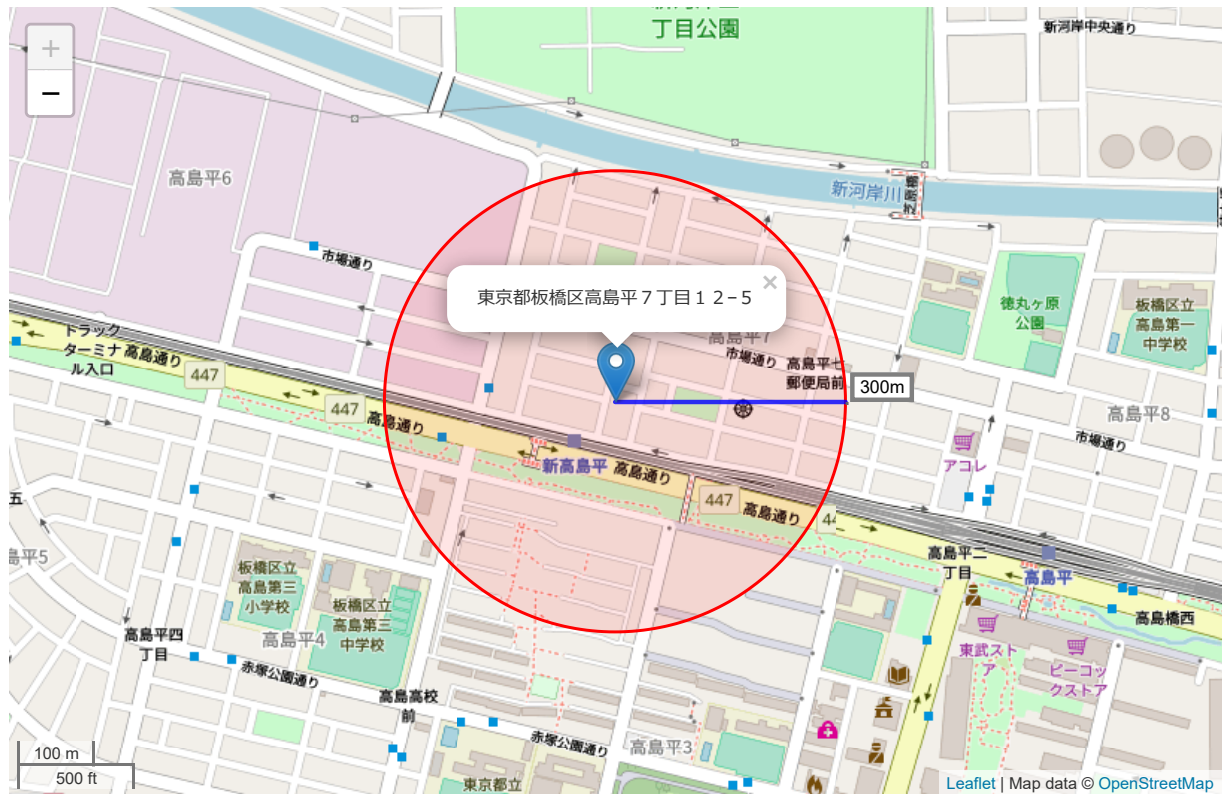 丁目公園
新河岸中央通り
+
−
高島平6
新河岸川
芝原橋
市場通り
東京都板橋区高島平７丁目１２−５
×
徳丸ヶ原
公園
板橋区立
高島第一
中学校
トラック
ターミナ
ル入口
高島通り
447
高島平7
市場通り
高島平七
郵便局前
300m
447
高島通り
高島平8
市場通り
アコレ
新高島平
高島通り
447
高島通り
44
五
島平5
高島平二
丁目
高島平
高島橋西
板橋区立
高島第三
小学校
板橋区立
高島第三
中学校
高島平4
高島平四
丁目
赤塚公園通り
高島高校
前
東武スト
ア
ピーコッ
クストア
赤塚公園通り
高島平3
東京都立
100 m
500 ft
Leaflet | Map data © OpenStreetMap